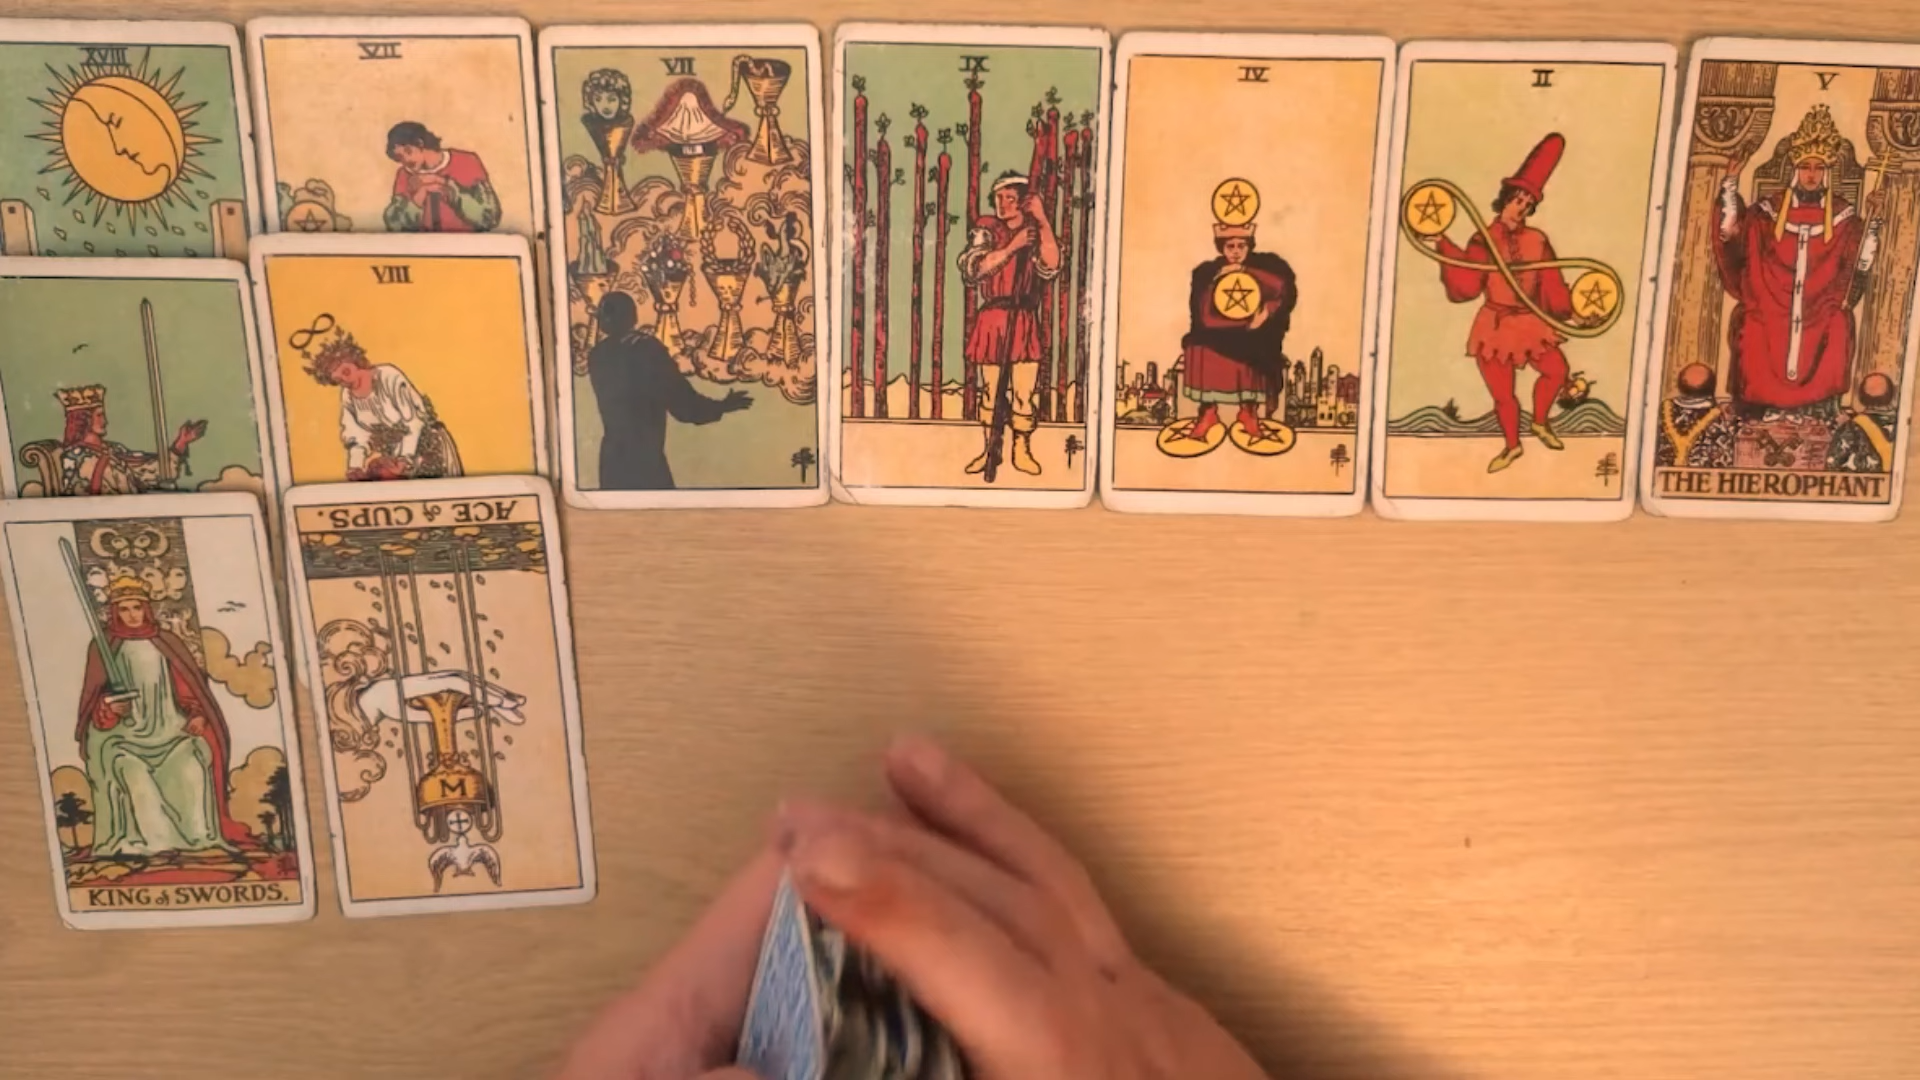 XVIII
VII
VII
IX
IV
II
V
THE HIEROPHANT
VIII
ACE of CUPS.
M
KING of SWORDS.